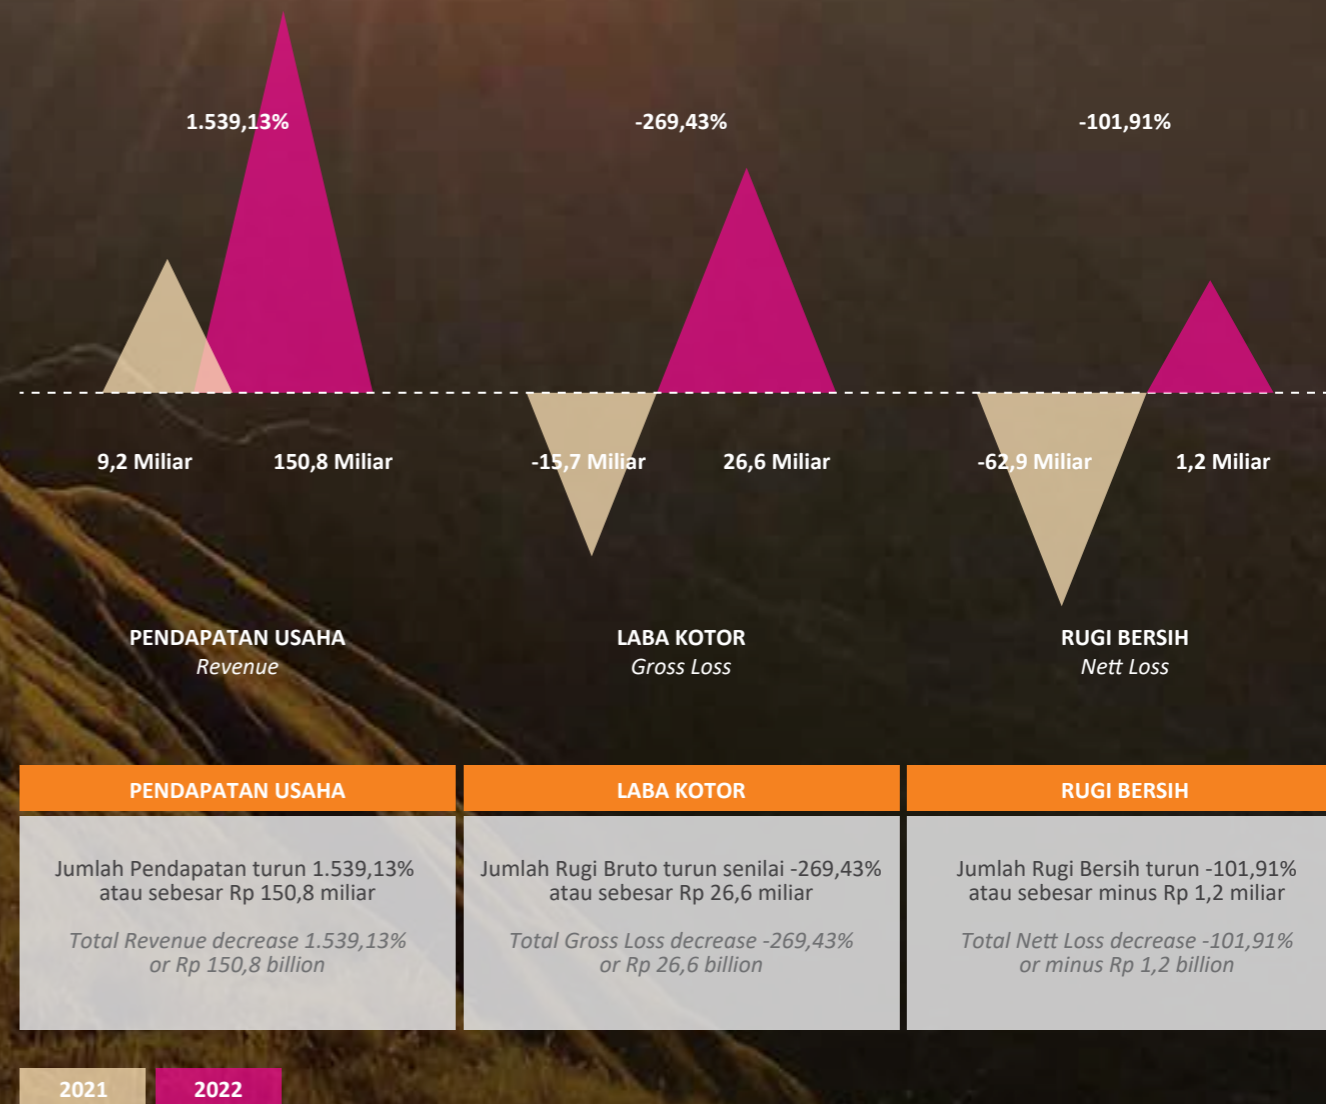 1.539,13%
-269,43%
-101,91%
9,2 Miliar
150,8 Miliar
-15,7 Miliar
26,6 Miliar
-62,9 Miliar
1,2 Miliar
PENDAPATAN USAHA
Revenue
LABA KOTOR
Gross Loss
RUGI BERSIH
Nett Loss
PENDAPATAN USAHA
Jumlah Pendapatan turun 1.539,13%
atau sebesar Rp 150,8 miliar
Total Revenue decrease 1.539,13%
or Rp 150,8 billion
LABA KOTOR
Jumlah Rugi Bruto turun senilai -269,43%
atau sebesar Rp 26,6 miliar
Total Gross Loss decrease -269,43%
or Rp 26,6 billion
RUGI BERSIH
Jumlah Rugi Bersih turun -101,91%
atau sebesar minus Rp 1,2 miliar
Total Nett Loss decrease -101,91%
or minus Rp 1,2 billion
2021
2022